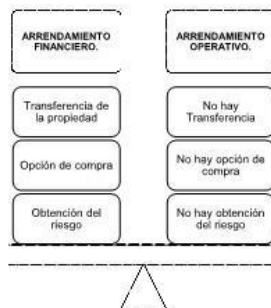 ARRENDAMIENTO
FINANCIERO.
Transferencia de
la propiedad
Opción de compra
Obtención del
riesgo
ARRENDAMIENTO
OPERATIVO.
No hay
Transferencia
No hay opción de
compra
No hay obtención
del riesgo